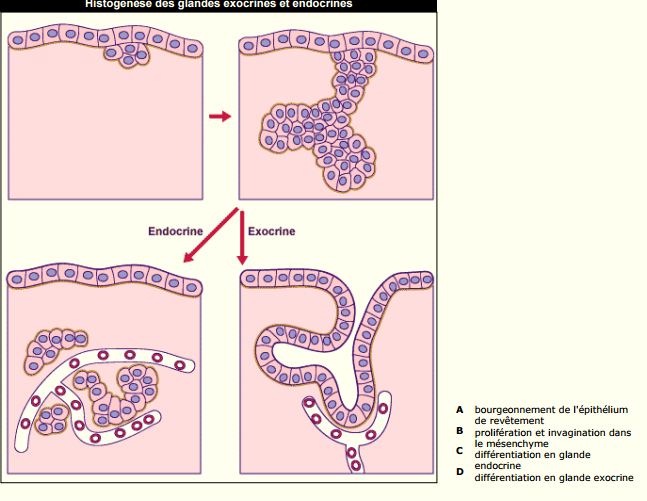 Histogénèse des glandes exocrines et endocrines
Endocrine
Exocrine
A bourgeonnement de l'épithélium
de revêtement
B prolifération et invagination dans
le mésenchyme
C différentiation en glande
endocrine
D différentiation en glande exocrine